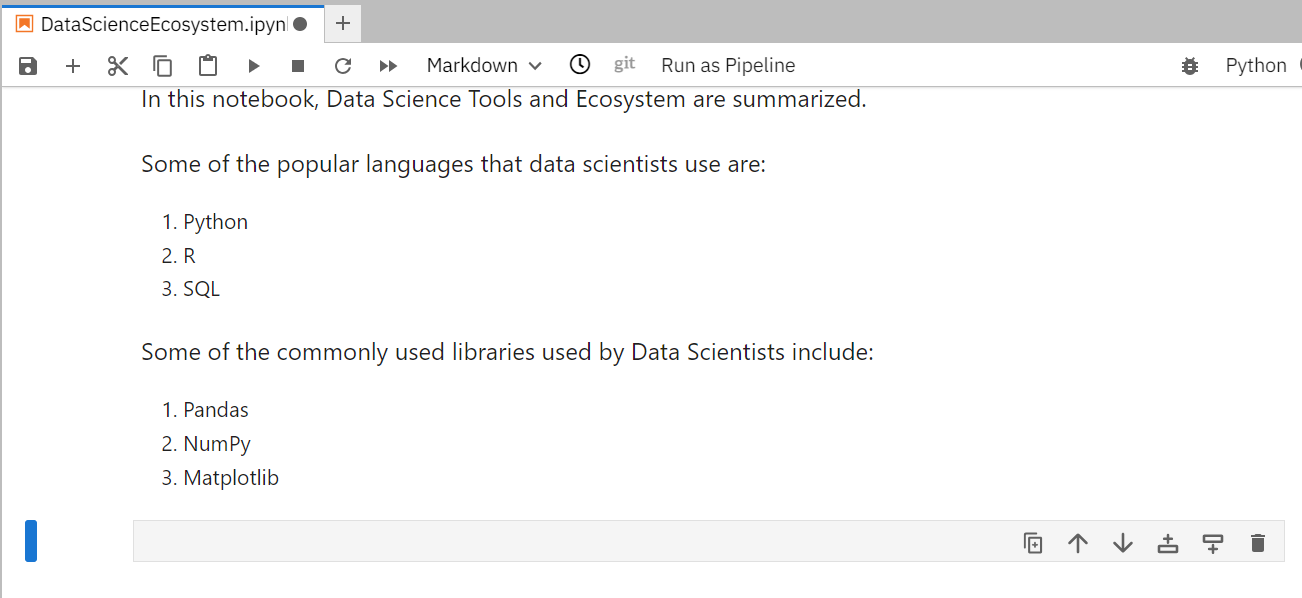 DataScienceEcosystem.ipyn
Markdown git Run as Pipeline Python
In this notebook, Data Science Tools and Ecosystem are summarized.
Some of the popular languages that data scientists use are:
1. Python
2. R
3. SQL
Some of the commonly used libraries used by Data Scientists include:
1. Pandas
2. NumPy
3. Matplotlib